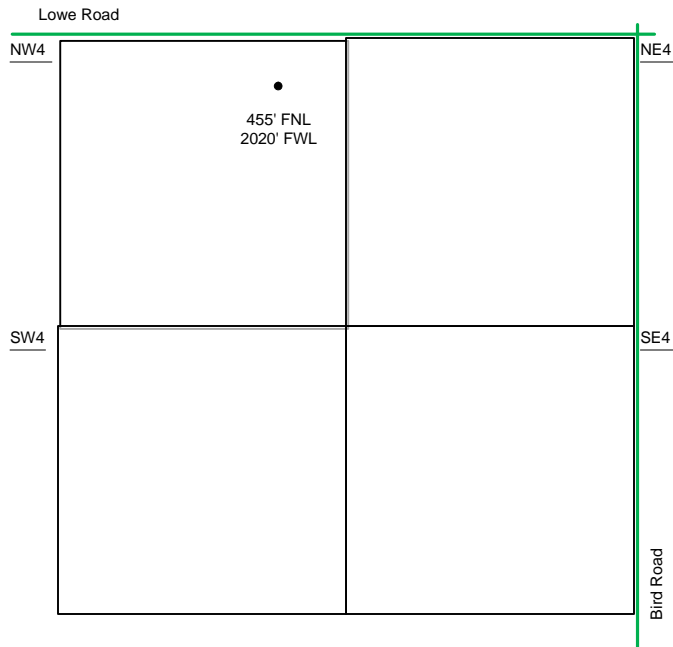 Lowe Road
NW4
NE4
455' FNL
2020' FWL
SW4
SE4
Bird Road